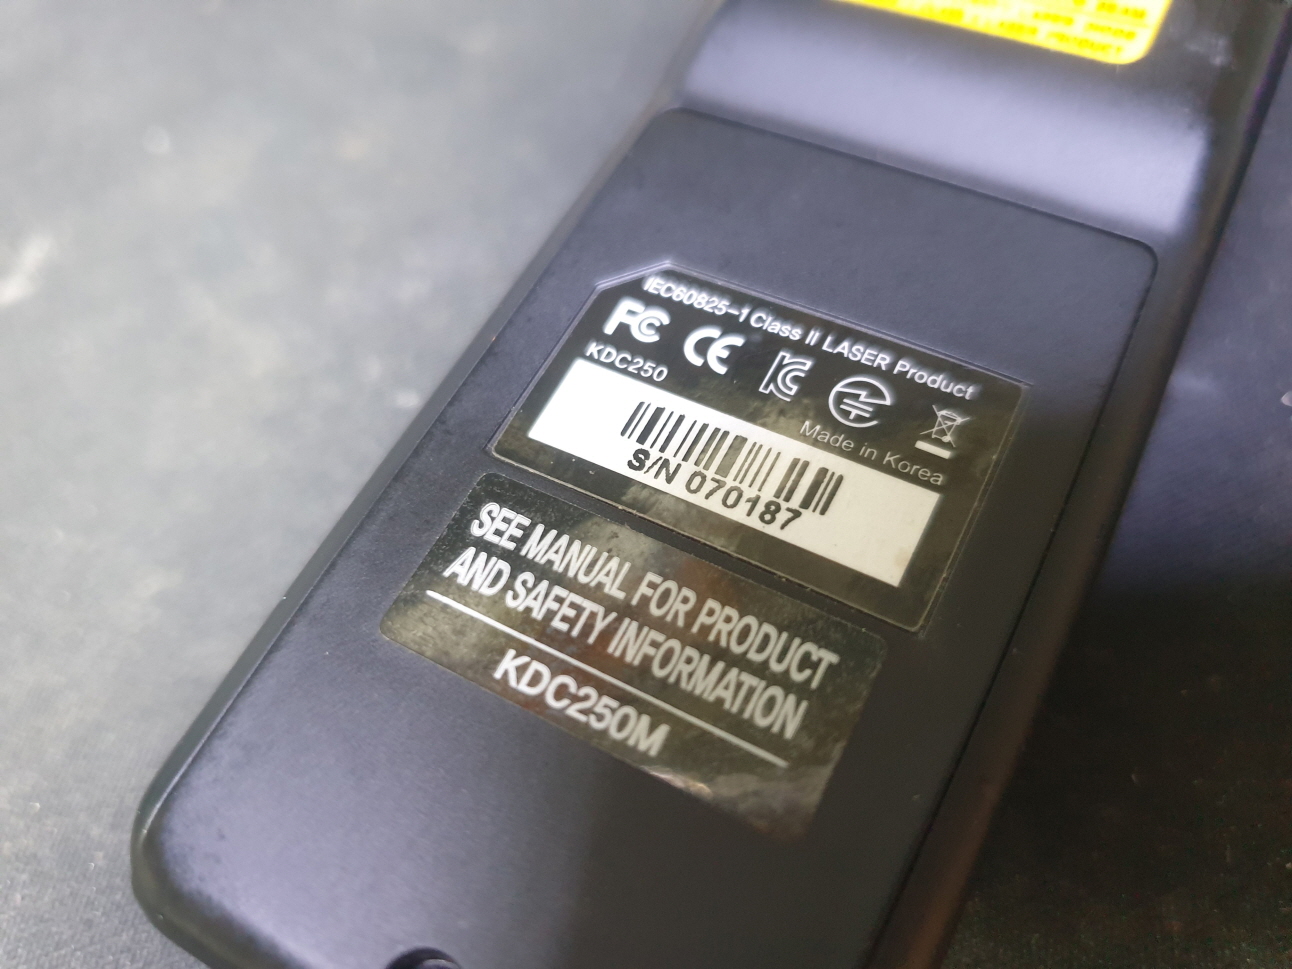 IEC60825-1 Class II LASER Product
FC CE
KDC250
Made in Korea
S/N 070187
SEE MANUAL FOR PRODUCT
AND SAFETY INFORMATION
KDC250M